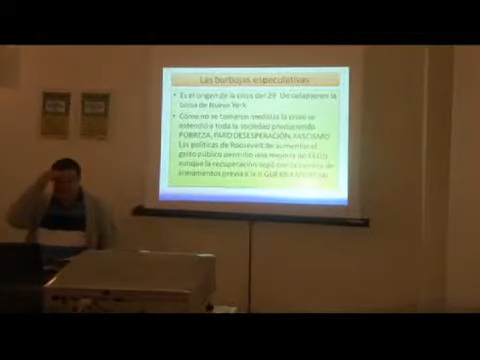 Las burbujas especulativas
• Es el origen de la crisis del 29 Un colapso en la
bolsa de Nueva York
• Como no se tomaron medidas la crisis se
extendió a toda la sociedad produciendo
POBREZA, PARO DESESPERACIÓN, FASCISMO
Las políticas de Roosevelt de aumentar el
gasto público permitió una mejoría en EEUU
aunque la recuperación llegó con la carrera de
armamentos previa a la II GUERRA MUNDIAL